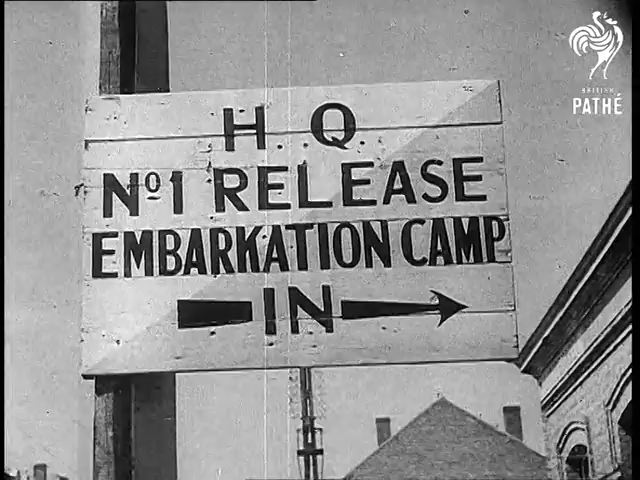 BRITISH
PATHÉ
H. Q.
Nº1 RELEASE
EMBARKATION CAMP
IN